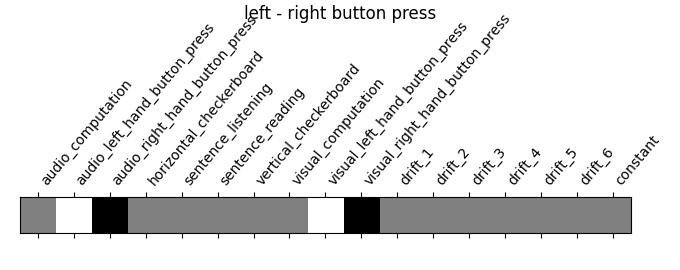 left - right button press
audio_computation
audio_left_hand_button_press
audio_right_hand_button_press
horizontal_checkerboard
sentence_listening
sentence_reading
vertical_checkerboard
visual_computation
visual_left_hand_button_press
visual_right_hand_button_press
drift_1
drift_2
drift_3
drift_4
drift_5
drift_6
constant